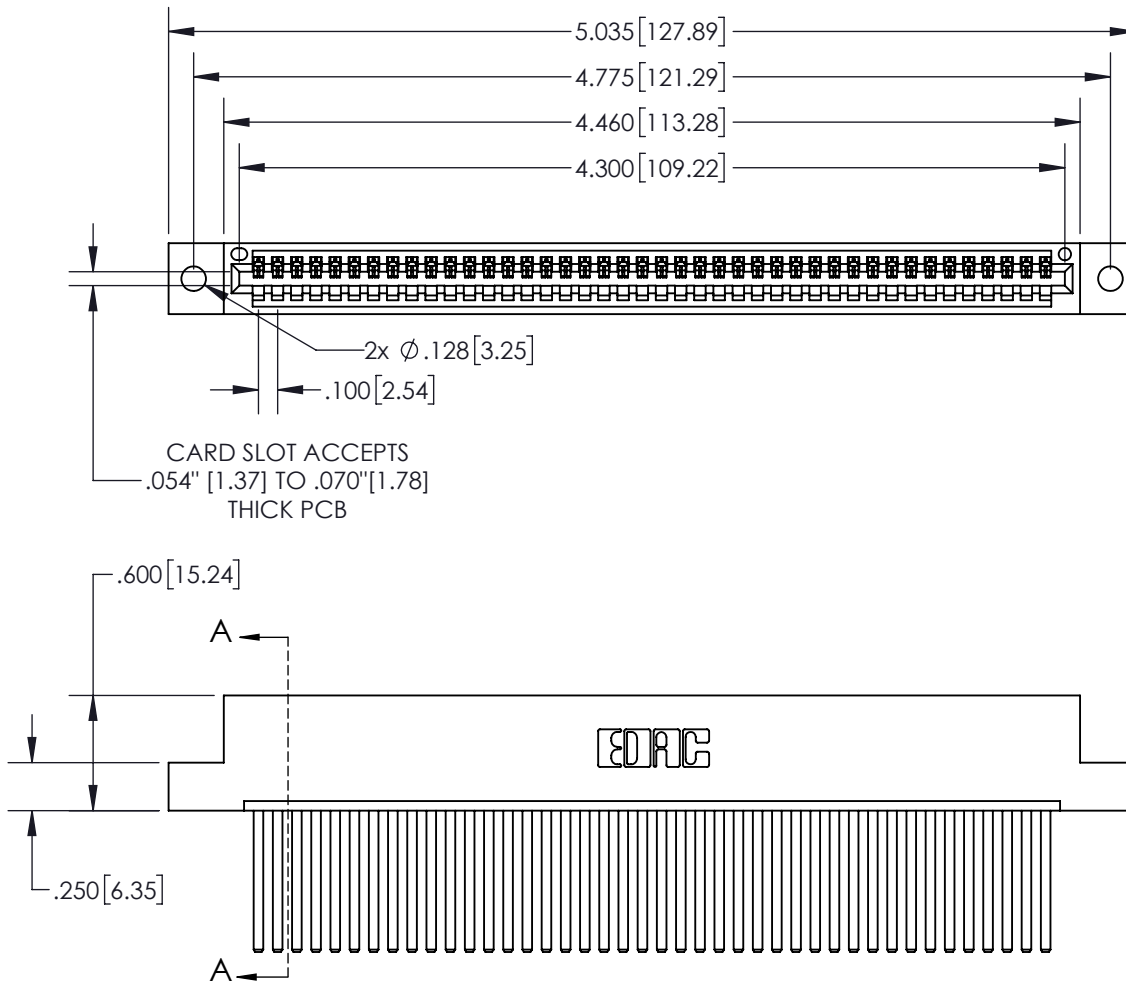 5.035[127.89]
4.775[121.29]
4.460[113.28]
4.300[109.22]
2x ∅.128[3.25]
.100[2.54]
CARD SLOT ACCEPTS
.054" [1.37] TO .070"[1.78]
THICK PCB
.600[15.24]
A
EDAC
.250[6.35]
A